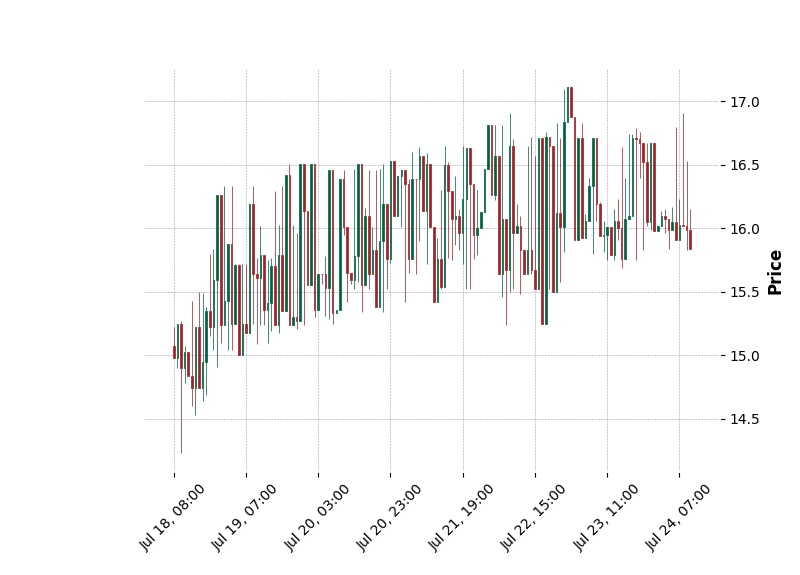 17.0
16.5
16.0
15.5
15.0
14.5
Price
Jul 18, 08:00
Jul 19, 07:00
Jul 20, 03:00
Jul 20, 23:00
Jul 21, 19:00
Jul 22, 15:00
Jul 23, 11:00
Jul 24, 07:00